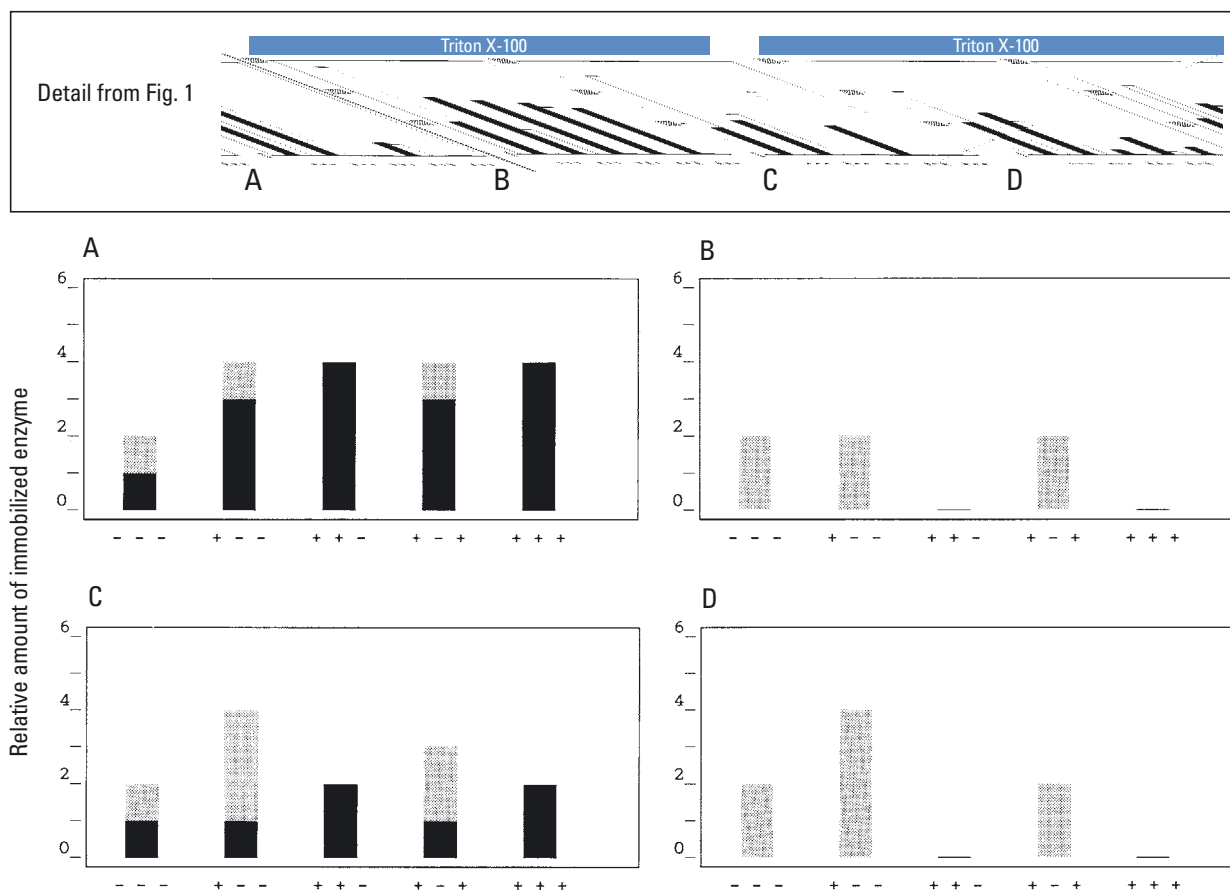 Triton X-100 Triton X-100
Detail from Fig. 1
A B C D
A
6
4
2
0
- - - + - - + + - + - + + + +
B
6
4
2
0
- - - + - - + + - + - + + + +
Relative amount of immobilized enzyme
C
6
4
2
0
- - - + - - + + - + - + + + +
D
6
4
2
0
- - - + - - + + - + - + + + +